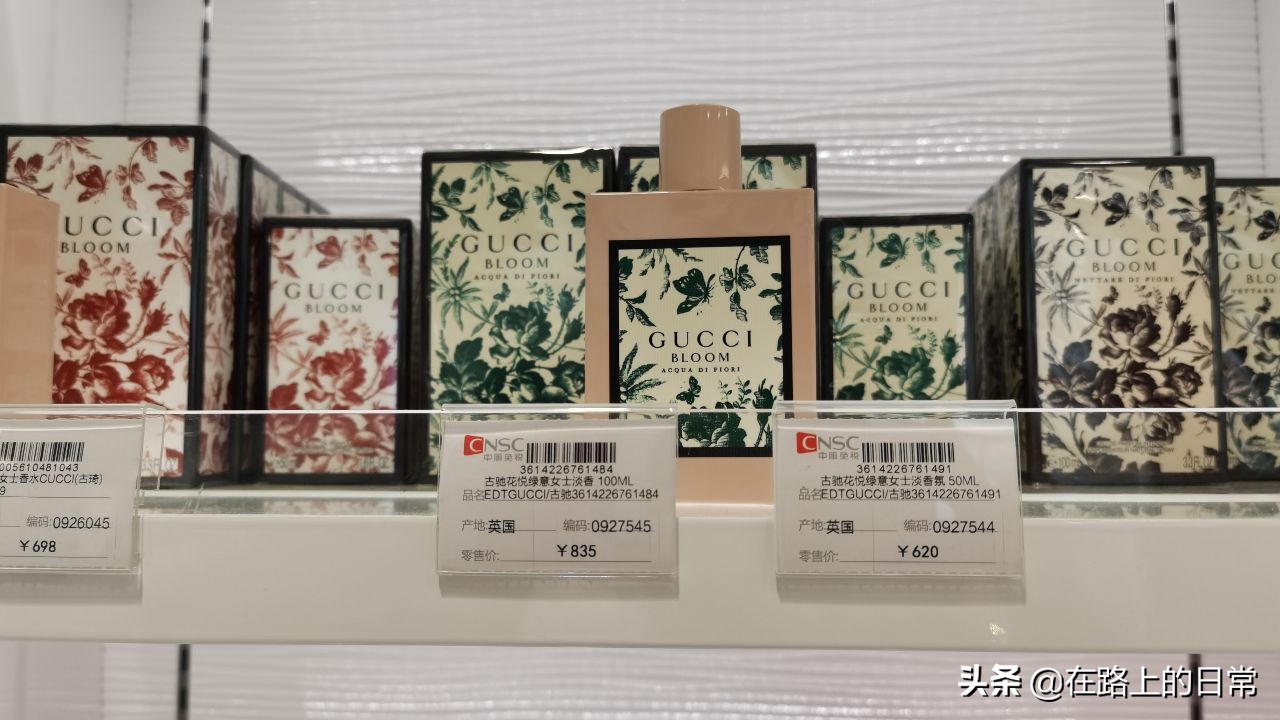 GUCCI
BLOOM
GUCCI
BLOOM
GUCCI
BLOOM
ACQUA DI FIORI
GUCCI
BLOOM
ACQUA DI FIORI
GUCCI
BLOOM
ACQUA DI FIORI
GUCCI
BLOOM
NETTARE DI FIORI
GUCCI
NETTARE
005610481043
女士香水CUCCI(古琦)
9
编码: 0926045
￥698
CNSC
中服免税
3614226761484
古驰花悦绿意女士淡香 100ML
品名EDTGUCCI/古驰3614226761484
产地: 英国 编码: 0927545
零售价: ￥835
CNSC
中服免税
3614226761491
古驰花悦绿意女士淡香氛 50ML
品名EDTGUCCI/古驰3614226761491
产地: 英国 编码: 0927544
零售价: ￥620
头条 @在路上的日常